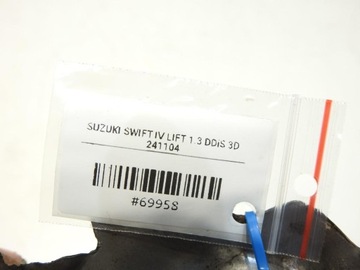 SUZUKI SWIFT IV LIFT 1.3 DDiS 3D
241104
#69958